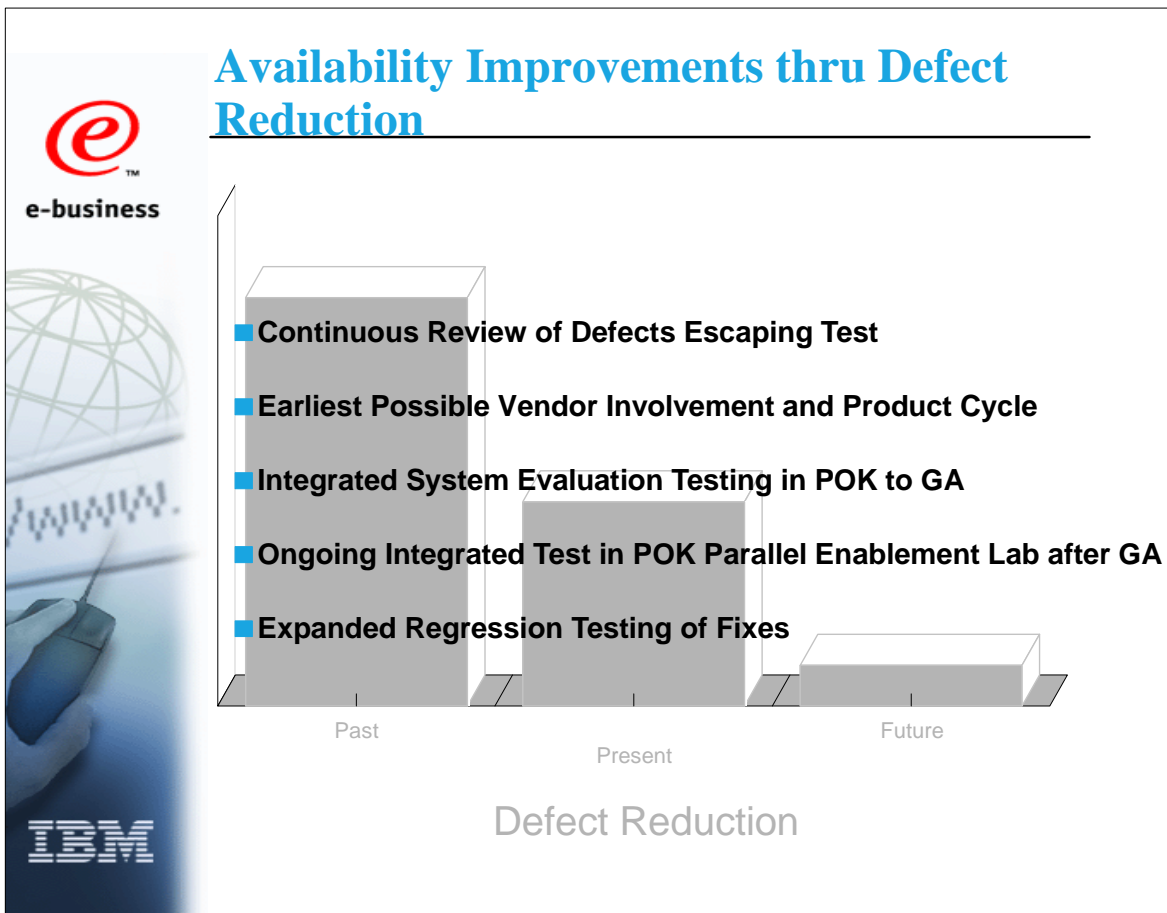 Availability Improvements thru Defect
Reduction
e
TM
e-business
Continuous Review of Defects Escaping Test
Earliest Possible Vendor Involvement and Product Cycle
Integrated System Evaluation Testing in POK to GA
Ongoing Integrated Test in POK Parallel Enablement Lab after GA
Expanded Regression Testing of Fixes
/www.
Past
Present
Future
Defect Reduction
IBM